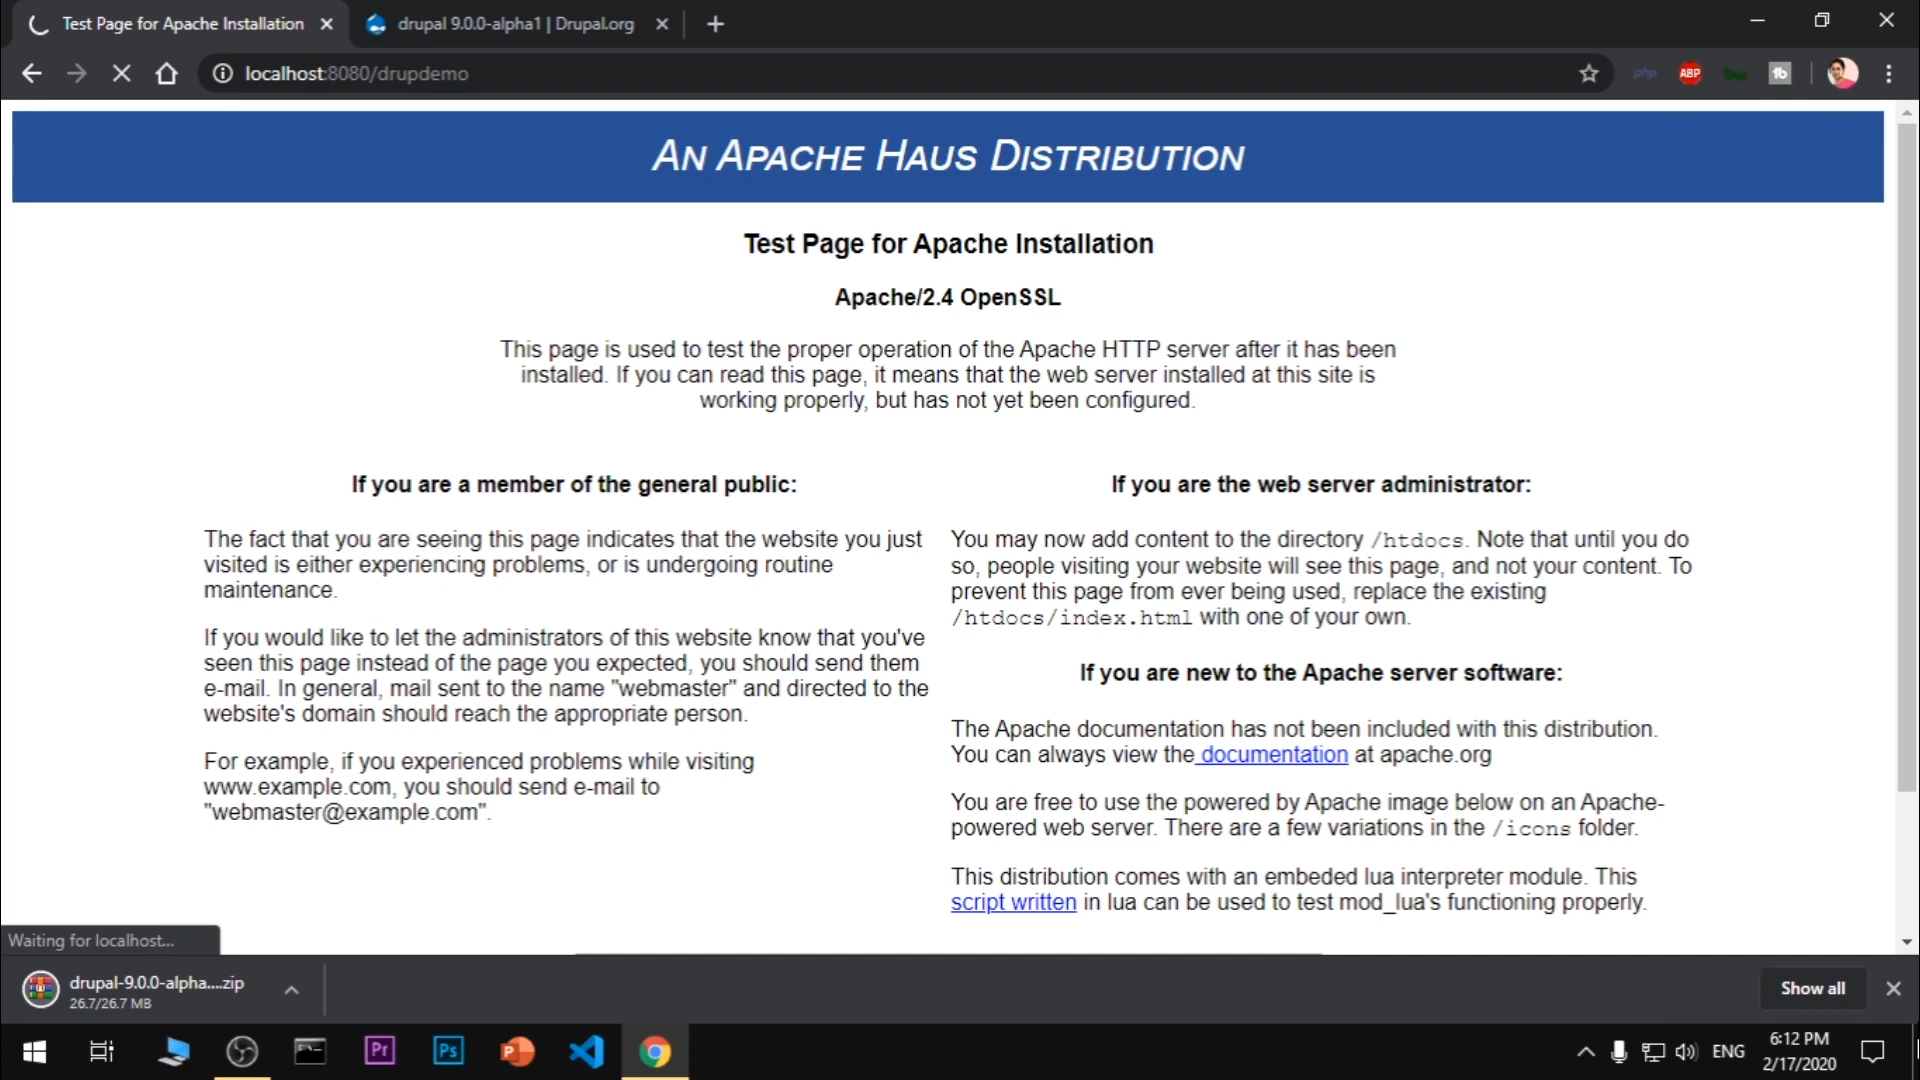 Test Page for Apache Installation
drupal 9.0.0-alpha1 | Drupal.org
localhost:8080/drupdemo
php
ABP
tb
AN APACHE HAUS DISTRIBUTION
Test Page for Apache Installation
Apache/2.4 OpenSSL
This page is used to test the proper operation of the Apache HTTP server after it has been
installed. If you can read this page, it means that the web server installed at this site is
working properly, but has not yet been configured.
If you are a member of the general public:
The fact that you are seeing this page indicates that the website you just
visited is either experiencing problems, or is undergoing routine
maintenance.
If you would like to let the administrators of this website know that you've
seen this page instead of the page you expected, you should send them
e-mail. In general, mail sent to the name "webmaster" and directed to the
website's domain should reach the appropriate person.
For example, if you experienced problems while visiting
www.example.com, you should send e-mail to
"webmaster@example.com".
If you are the web server administrator:
You may now add content to the directory /htdocs. Note that until you do
so, people visiting your website will see this page, and not your content. To
prevent this page from ever being used, replace the existing
/htdocs/index.html with one of your own.
If you are new to the Apache server software:
The Apache documentation has not been included with this distribution.
You can always view the documentation at apache.org
You are free to use the powered by Apache image below on an Apache-
powered web server. There are a few variations in the /icons folder.
This distribution comes with an embeded lua interpreter module. This
script written in lua can be used to test mod_lua's functioning properly.
Waiting for localhost...
drupal-9.0.0-alpha....zip
26.7/26.7 MB
Show all
Pr
Ps
P
ENG
6:12 PM
2/17/2020